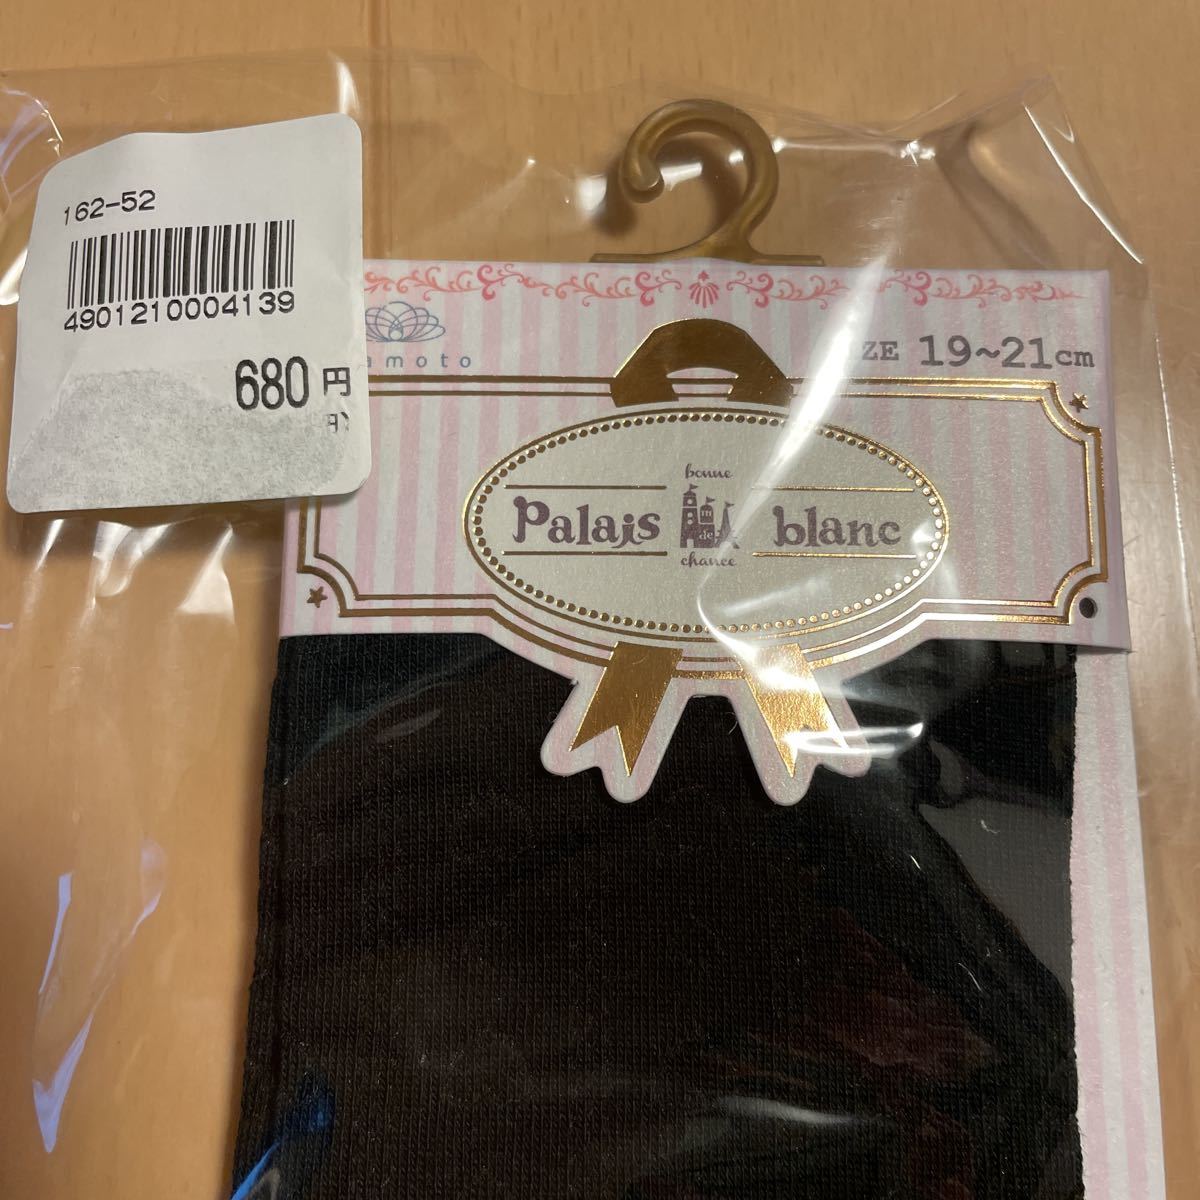 162-52
4901210004139
680円
amoto
ZE 19~21cm
bonne
Palais
de
blanc
chance